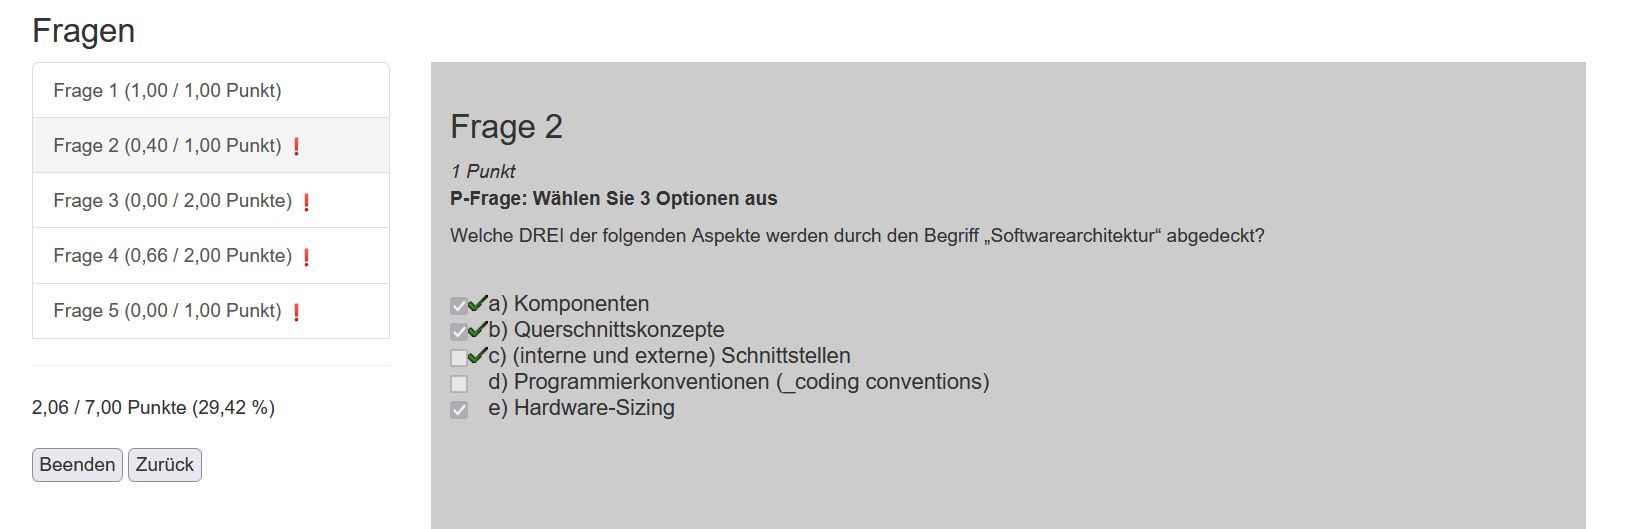 Fragen
Frage 1 (1,00 / 1,00 Punkt)
Frage 2 (0,40 / 1,00 Punkt) ❗
Frage 3 (0,00 / 2,00 Punkte) ❗
Frage 4 (0,66 / 2,00 Punkte) ❗
Frage 5 (0,00 / 1,00 Punkt) ❗
2,06 / 7,00 Punkte (29,42 %)
Beenden Zurück
Frage 2
1 Punkt
P-Frage: Wählen Sie 3 Optionen aus
Welche DREI der folgenden Aspekte werden durch den Begriff „Softwarearchitektur“ abgedeckt?
a) Komponenten
b) Querschnittskonzepte
c) (interne und externe) Schnittstellen
d) Programmierkonventionen (_coding conventions)
e) Hardware-Sizing